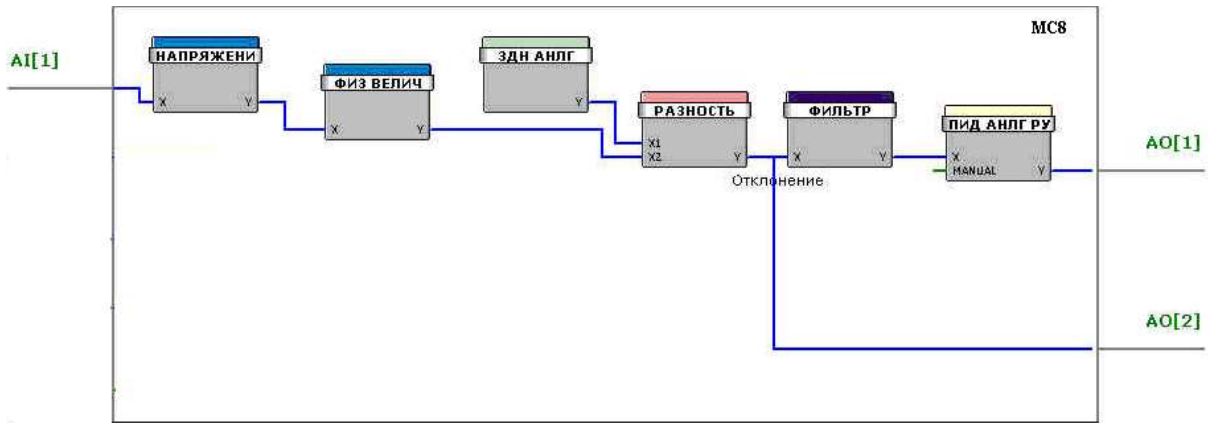 MC8
AI[1]
НАПРЯЖЕНИ
X Y
ФИЗ ВЕЛИЧ
X Y
ЗДН АНЛГ
Y
РАЗНОСТЬ
X1
X2 Y
Отклонение
ФИЛЬТР
X Y
ПИД АНЛГ РУ
X
MANUAL Y
AO[1]
AO[2]